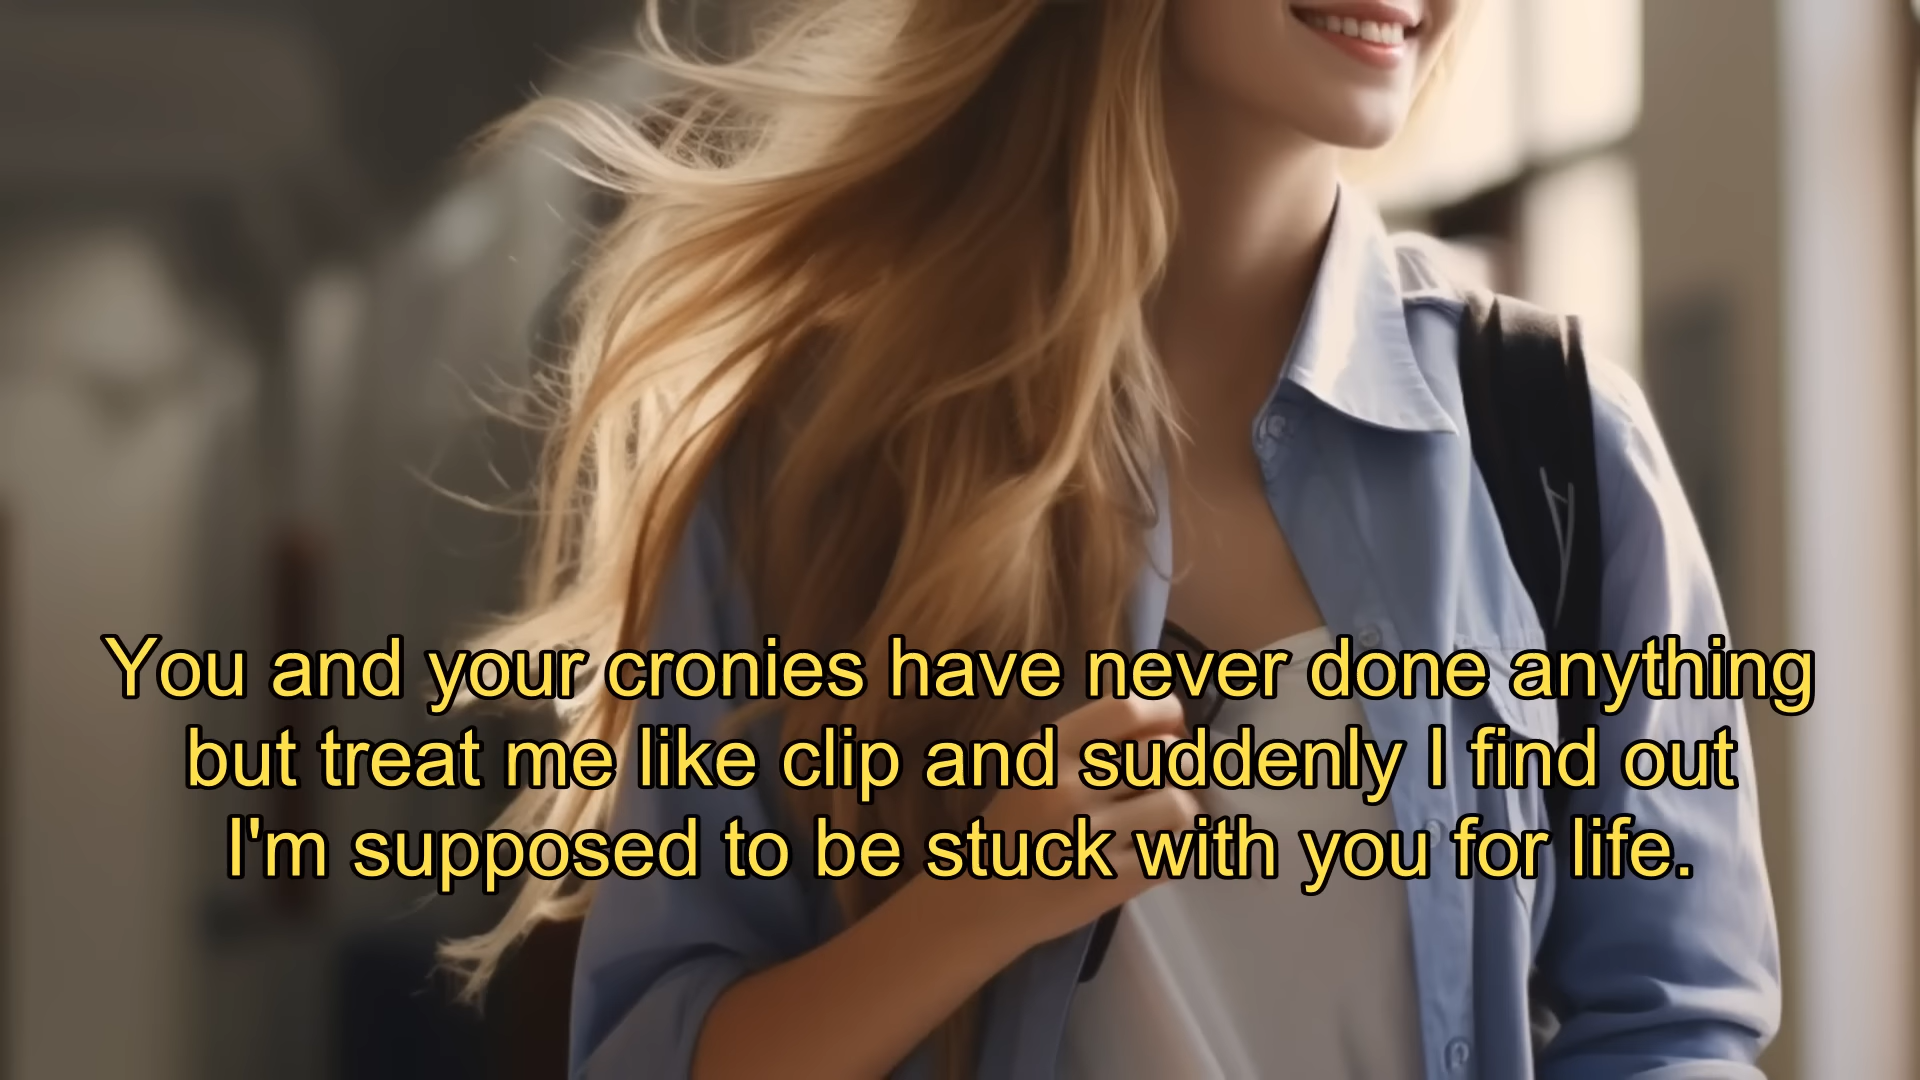 You and your cronies have never done anything
but treat me like clip and suddenly I find out
I'm supposed to be stuck with you for life.